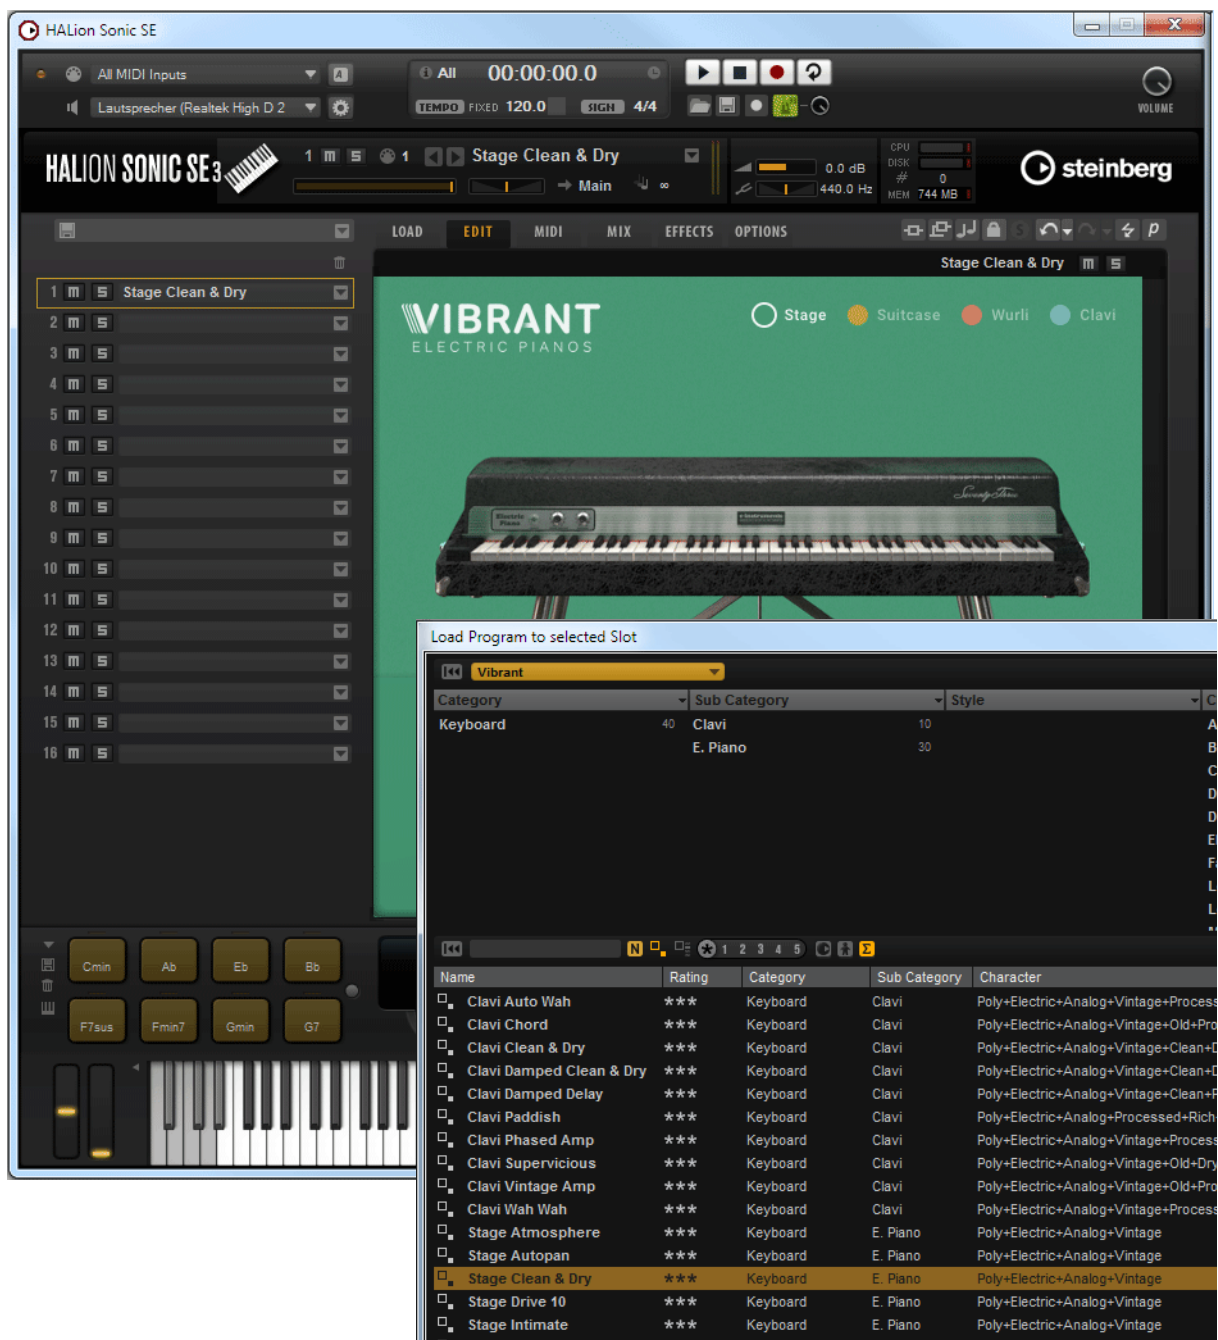 HALion Sonic SE
All MIDI Inputs
All 00:00:00.0
Lautsprecher (Realtek High D 2
TEMPO FIXED 120.0 SIGN 4/4
VOLUME
HALION SONIC SE 3
1 m S 1 Stage Clean & Dry
Main ∞
0.0 dB
440.0 Hz
CPU
DISK
# 0
MEM 744 MB
steinberg
LOAD EDIT MIDI MIX EFFECTS OPTIONS
Stage Clean & Dry m S
1 m S Stage Clean & Dry
2 m S
3 m S
4 m S
5 m S
6 m S
7 m S
8 m S
9 m S
10 m S
11 m S
12 m S
13 m S
14 m S
15 m S
16 m S
VIBRANT
ELECTRIC PIANOS
Stage Suitcase Wurli Clavi
Seventy Three
Electric
Piano
Load Program to selected Slot
Vibrant
Category Sub Category Style C
Keyboard 40 Clavi 10 A
E. Piano 30 B
C
D
D
El
Fa
L
L
N 1 2 3 4 5 Σ
Name Rating Category Sub Category Character
Clavi Auto Wah *** Keyboard Clavi Poly+Electric+Analog+Vintage+Process
Clavi Chord *** Keyboard Clavi Poly+Electric+Analog+Vintage+Old+Pro
Clavi Clean & Dry *** Keyboard Clavi Poly+Electric+Analog+Vintage+Clean+D
Clavi Damped Clean & Dry *** Keyboard Clavi Poly+Electric+Analog+Vintage+Clean+D
Clavi Damped Delay *** Keyboard Clavi Poly+Electric+Analog+Vintage+Clean+P
Clavi Paddish *** Keyboard Clavi Poly+Electric+Analog+Processed+Rich+
Clavi Phased Amp *** Keyboard Clavi Poly+Electric+Analog+Vintage+Process
Clavi Supervicious *** Keyboard Clavi Poly+Electric+Analog+Vintage+Old+Dry
Clavi Vintage Amp *** Keyboard Clavi Poly+Electric+Analog+Vintage+Old+Pro
Clavi Wah Wah *** Keyboard Clavi Poly+Electric+Analog+Vintage+Process
Stage Atmosphere *** Keyboard E. Piano Poly+Electric+Analog+Vintage
Stage Autopan *** Keyboard E. Piano Poly+Electric+Analog+Vintage
Stage Clean & Dry *** Keyboard E. Piano Poly+Electric+Analog+Vintage
Stage Drive 10 *** Keyboard E. Piano Poly+Electric+Analog+Vintage
Stage Intimate *** Keyboard E. Piano Poly+Electric+Analog+Vintage
Cmin Ab Eb Bb
F7sus Fmin7 Gmin G7